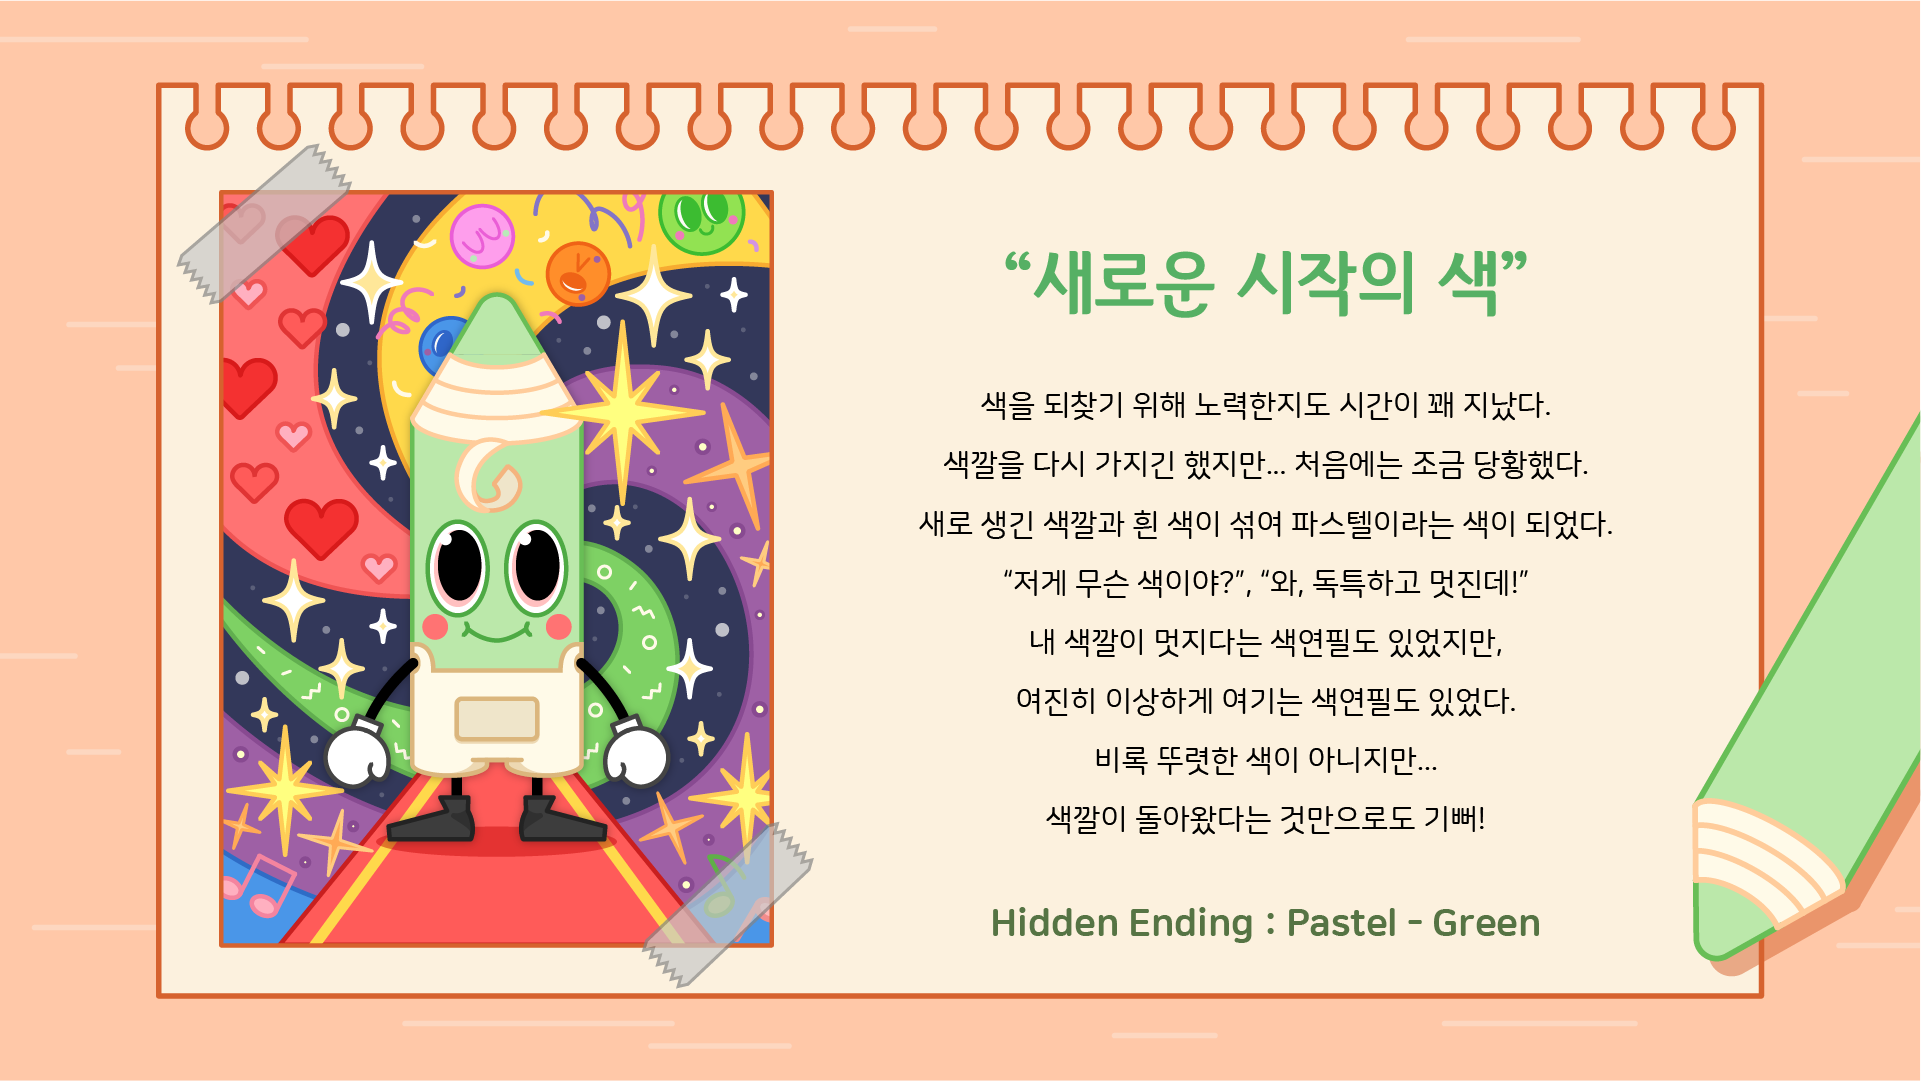 “새로운 시작의 색”
색을 되찾기 위해 노력한지도 시간이 꽤 지났다.
색깔을 다시 가지긴 했지만... 처음에는 조금 당황했다.
새로 생긴 색깔과 흰 색이 섞여 파스텔이라는 색이 되었다.
“저게 무슨 색이야?”, “와, 독특하고 멋진데!”
내 색깔이 멋지다는 색연필도 있었지만,
여진히 이상하게 여기는 색연필도 있었다.
비록 뚜렷한 색이 아니지만...
색깔이 돌아왔다는 것만으로도 기뻐!
Hidden Ending : Pastel - Green